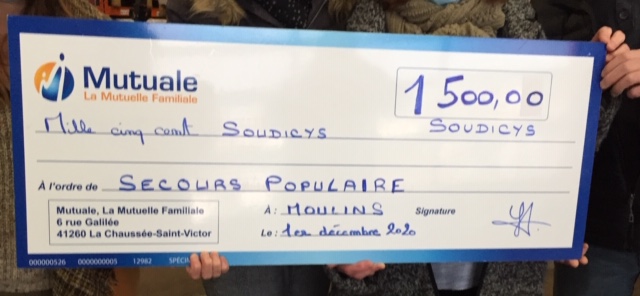 Mutuale
La Mutuelle Familiale
1 500,00
Mille cinq cent SOUDICYS
SOUDICYS
À l'ordre de SECOURS POPULAIRE
Mutuale, La Mutuelle Familiale
6 rue Galilée
41260 La Chaussée-Saint-Victor
À : MOULINS
Signature
Le : 1er décembre 2020
000000526 0000000005 12982 SPÉCI